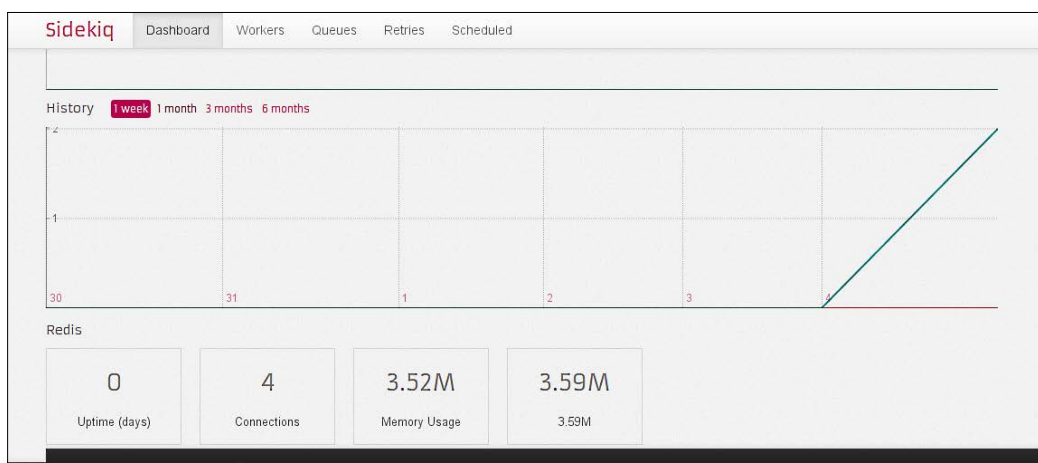 Sidekiq Dashboard Workers Queues Retries Scheduled
History 1 week 1 month 3 months 6 months
2
1
30 31 1 2 3 4
Redis
0 4 3.52M 3.59M
Uptime (days) Connections Memory Usage 3.59M